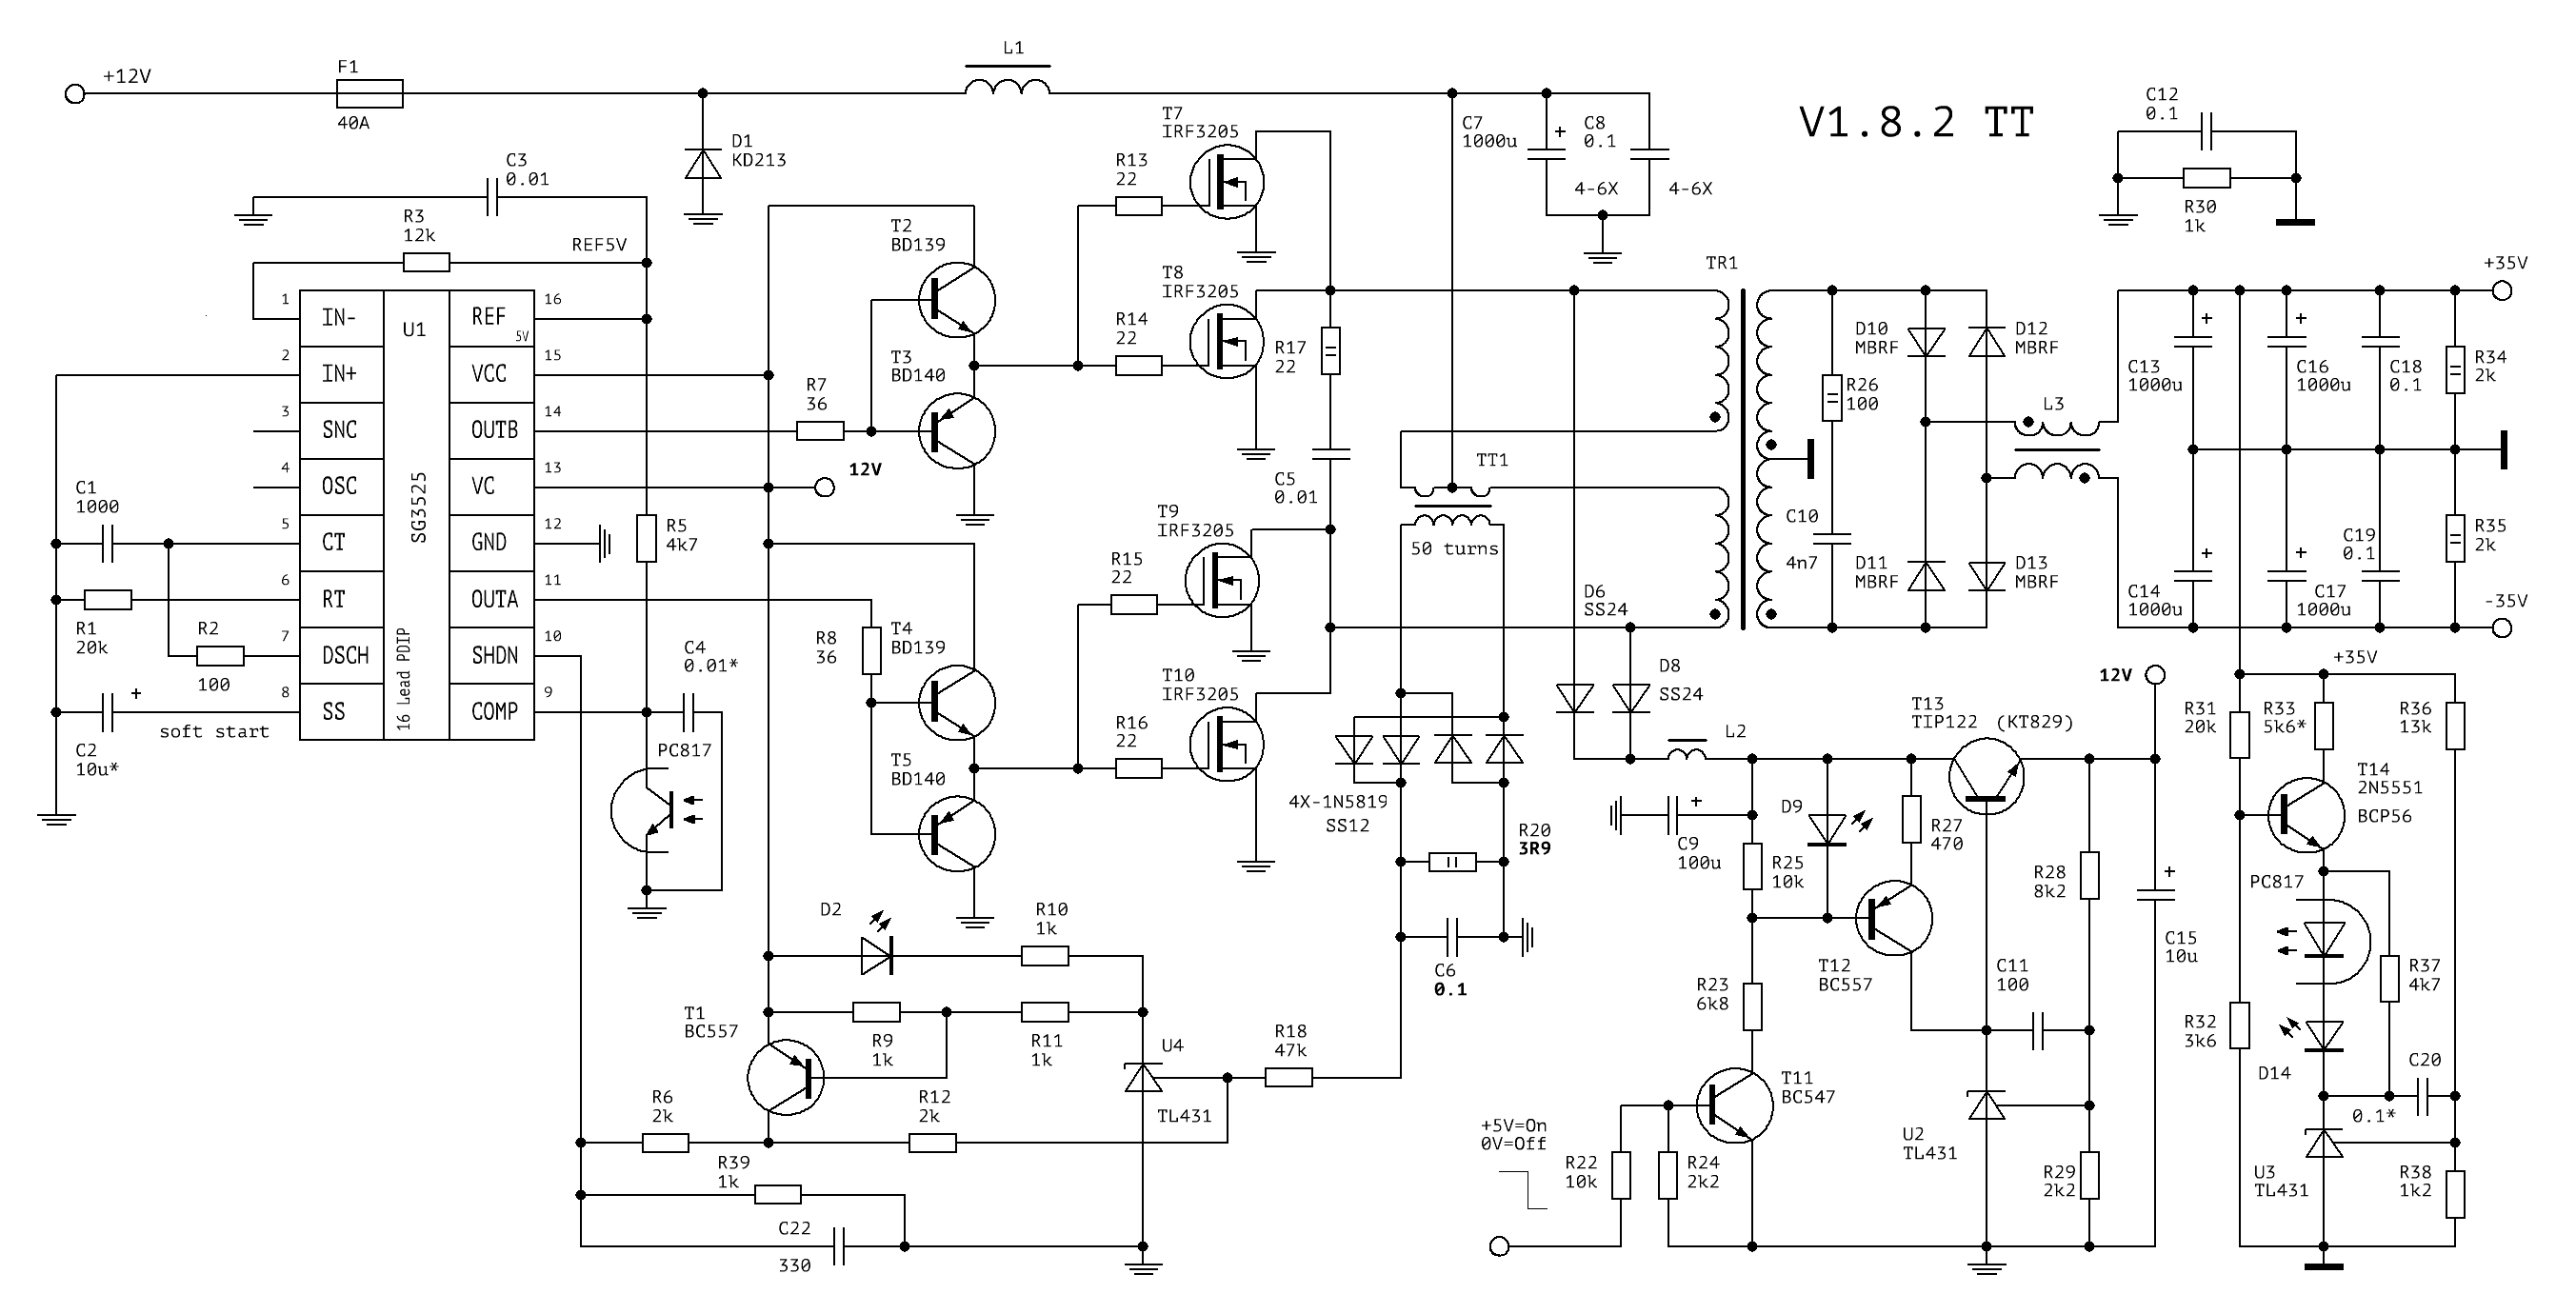 L1
+12V
F1
40A
D1
KD213
C3
0.01
R3
12k
REF5V
T7
IRF3205
C7
1000u
+
C8
0.1
4-6X
4-6X
V1.8.2 TT
C12
0.1
R30
1k
R13
22
T2
BD139
T8
IRF3205
R14
22
T3
BD140
R7
36
12V
R17
22
C5
0.01
TR1
TT1
50 turns
1
2
3
4
5
6
7
8
IN-
IN+
SNC
OSC
CT
RT
DSCH
SS
U1
SG3525
16 Lead PDIP
REF
5V
VCC
OUTB
VC
GND
OUTA
SHDN
COMP
16
15
14
13
12
11
10
9
C1
1000
R1
20k
R2
100
+
soft start
C2
10u*
R5
4k7
C4
0.01*
PC817
R8
36
T4
BD139
T5
BD140
T9
IRF3205
R15
22
T10
IRF3205
R16
22
D10
MBRF
D12
MBRF
R26
100
C10
4n7
D11
MBRF
D13
MBRF
L3
+35V
+
+
C13
1000u
C16
1000u
C18
0.1
R34
2k
C19
0.1
R35
2k
+
+
C14
1000u
C17
1000u
-35V
D6
SS24
D8
SS24
L2
4X-1N5819
SS12
R20
3R9
C6
0.1
+
C9
100u
D9
R25
10k
R27
470
T13
TIP122 (KT829)
12V
R28
8k2
+
C15
10u
T12
BC557
C11
100
R23
6k8
T11
BC547
+5V=On
0V=Off
R22
10k
R24
2k2
U2
TL431
R29
2k2
+35V
R31
20k
R33
5k6*
R36
13k
T14
2N5551
BCP56
PC817
R37
4k7
R32
3k6
D14
C20
0.1*
U3
TL431
R38
1k2
D2
R10
1k
T1
BC557
R9
1k
R11
1k
U4
TL431
R18
47k
R6
2k
R12
2k
R39
1k
C22
330